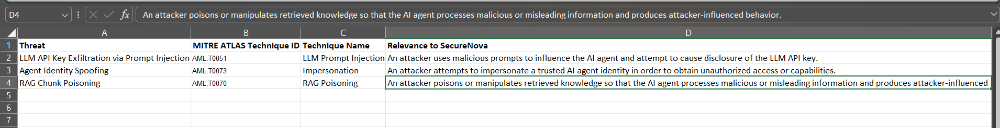 D4 fx An attacker poisons or manipulates retrieved knowledge so that the AI agent processes malicious or misleading information and produces attacker-influenced behavior.
A B C D
1 Threat MITRE ATLAS Technique ID Technique Name Relevance to SecureNova
2 LLM API Key Exfiltration via Prompt Injection AML.T0051 LLM Prompt Injection An attacker uses malicious prompts to influence the AI agent and attempt to cause disclosure of the LLM API key.
3 Agent Identity Spoofing AML.T0073 Impersonation An attacker attempts to impersonate a trusted AI agent identity in order to obtain unauthorized access or capabilities.
4 RAG Chunk Poisoning AML.T0070 RAG Poisoning An attacker poisons or manipulates retrieved knowledge so that the AI agent processes malicious or misleading information and produces attacker-influenced
5
6
7